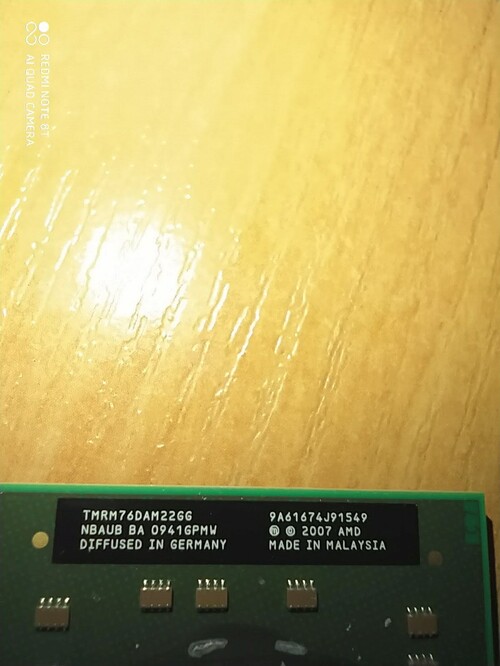 REDMI NOTE 8T
AI QUAD CAMERA
TMRM76DAM22GG
NBAUB BA 0941GPMW
DIFFUSED IN GERMANY
9A61674J91549
ⓜ © 2007 AMD
MADE IN MALAYSIA